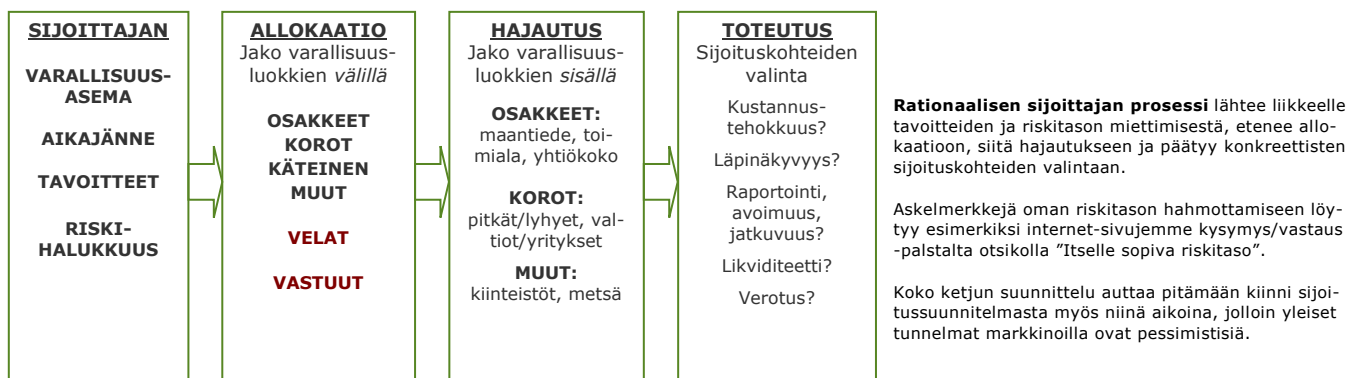 SIJOITTAJAN
VARALLISUUS-
ASEMA
AIKAJÄNNE
TAVOITTEET
RISKI-
HALUKKUUS
ALLOKAATIO
Jako varallisuus-
luokkien välillä
OSAKKEET
KOROT
KÄTEINEN
MUUT
VELAT
VASTUUT
HAJAUTUS
Jako varallisuus-
luokkien sisällä
OSAKKEET:
maantiede, toi-
miala, yhtiökoko
KOROT:
pitkät/lyhyet, val-
tiot/yritykset
MUUT:
kiinteistöt, metsä
TOTEUTUS
Sijoituskohteiden
valinta
Kustannus-
tehokkuus?
Läpinäkyvyys?
Raportointi,
avoimuus,
jatkuvuus?
Likviditeetti?
Verotus?
Rationaalisen sijoittajan prosessi lähtee liikkeelle
tavoitteiden ja riskitason miettimisestä, etenee allo-
kaatioon, siitä hajautukseen ja päätyy konkreettisten
sijoituskohteiden valintaan.
Askelmerkkejä oman riskitason hahmottamiseen löy-
tyy esimerkiksi internet-sivujemme kysymys/vastaus
-palstalta otsikolla ”Itselle sopiva riskitaso”.
Koko ketjun suunnittelu auttaa pitämään kiinni sijoi-
tussuunnitelmasta myös niinä aikoina, jolloin yleiset
tunnelmat markkinoilla ovat pessimistisiä.